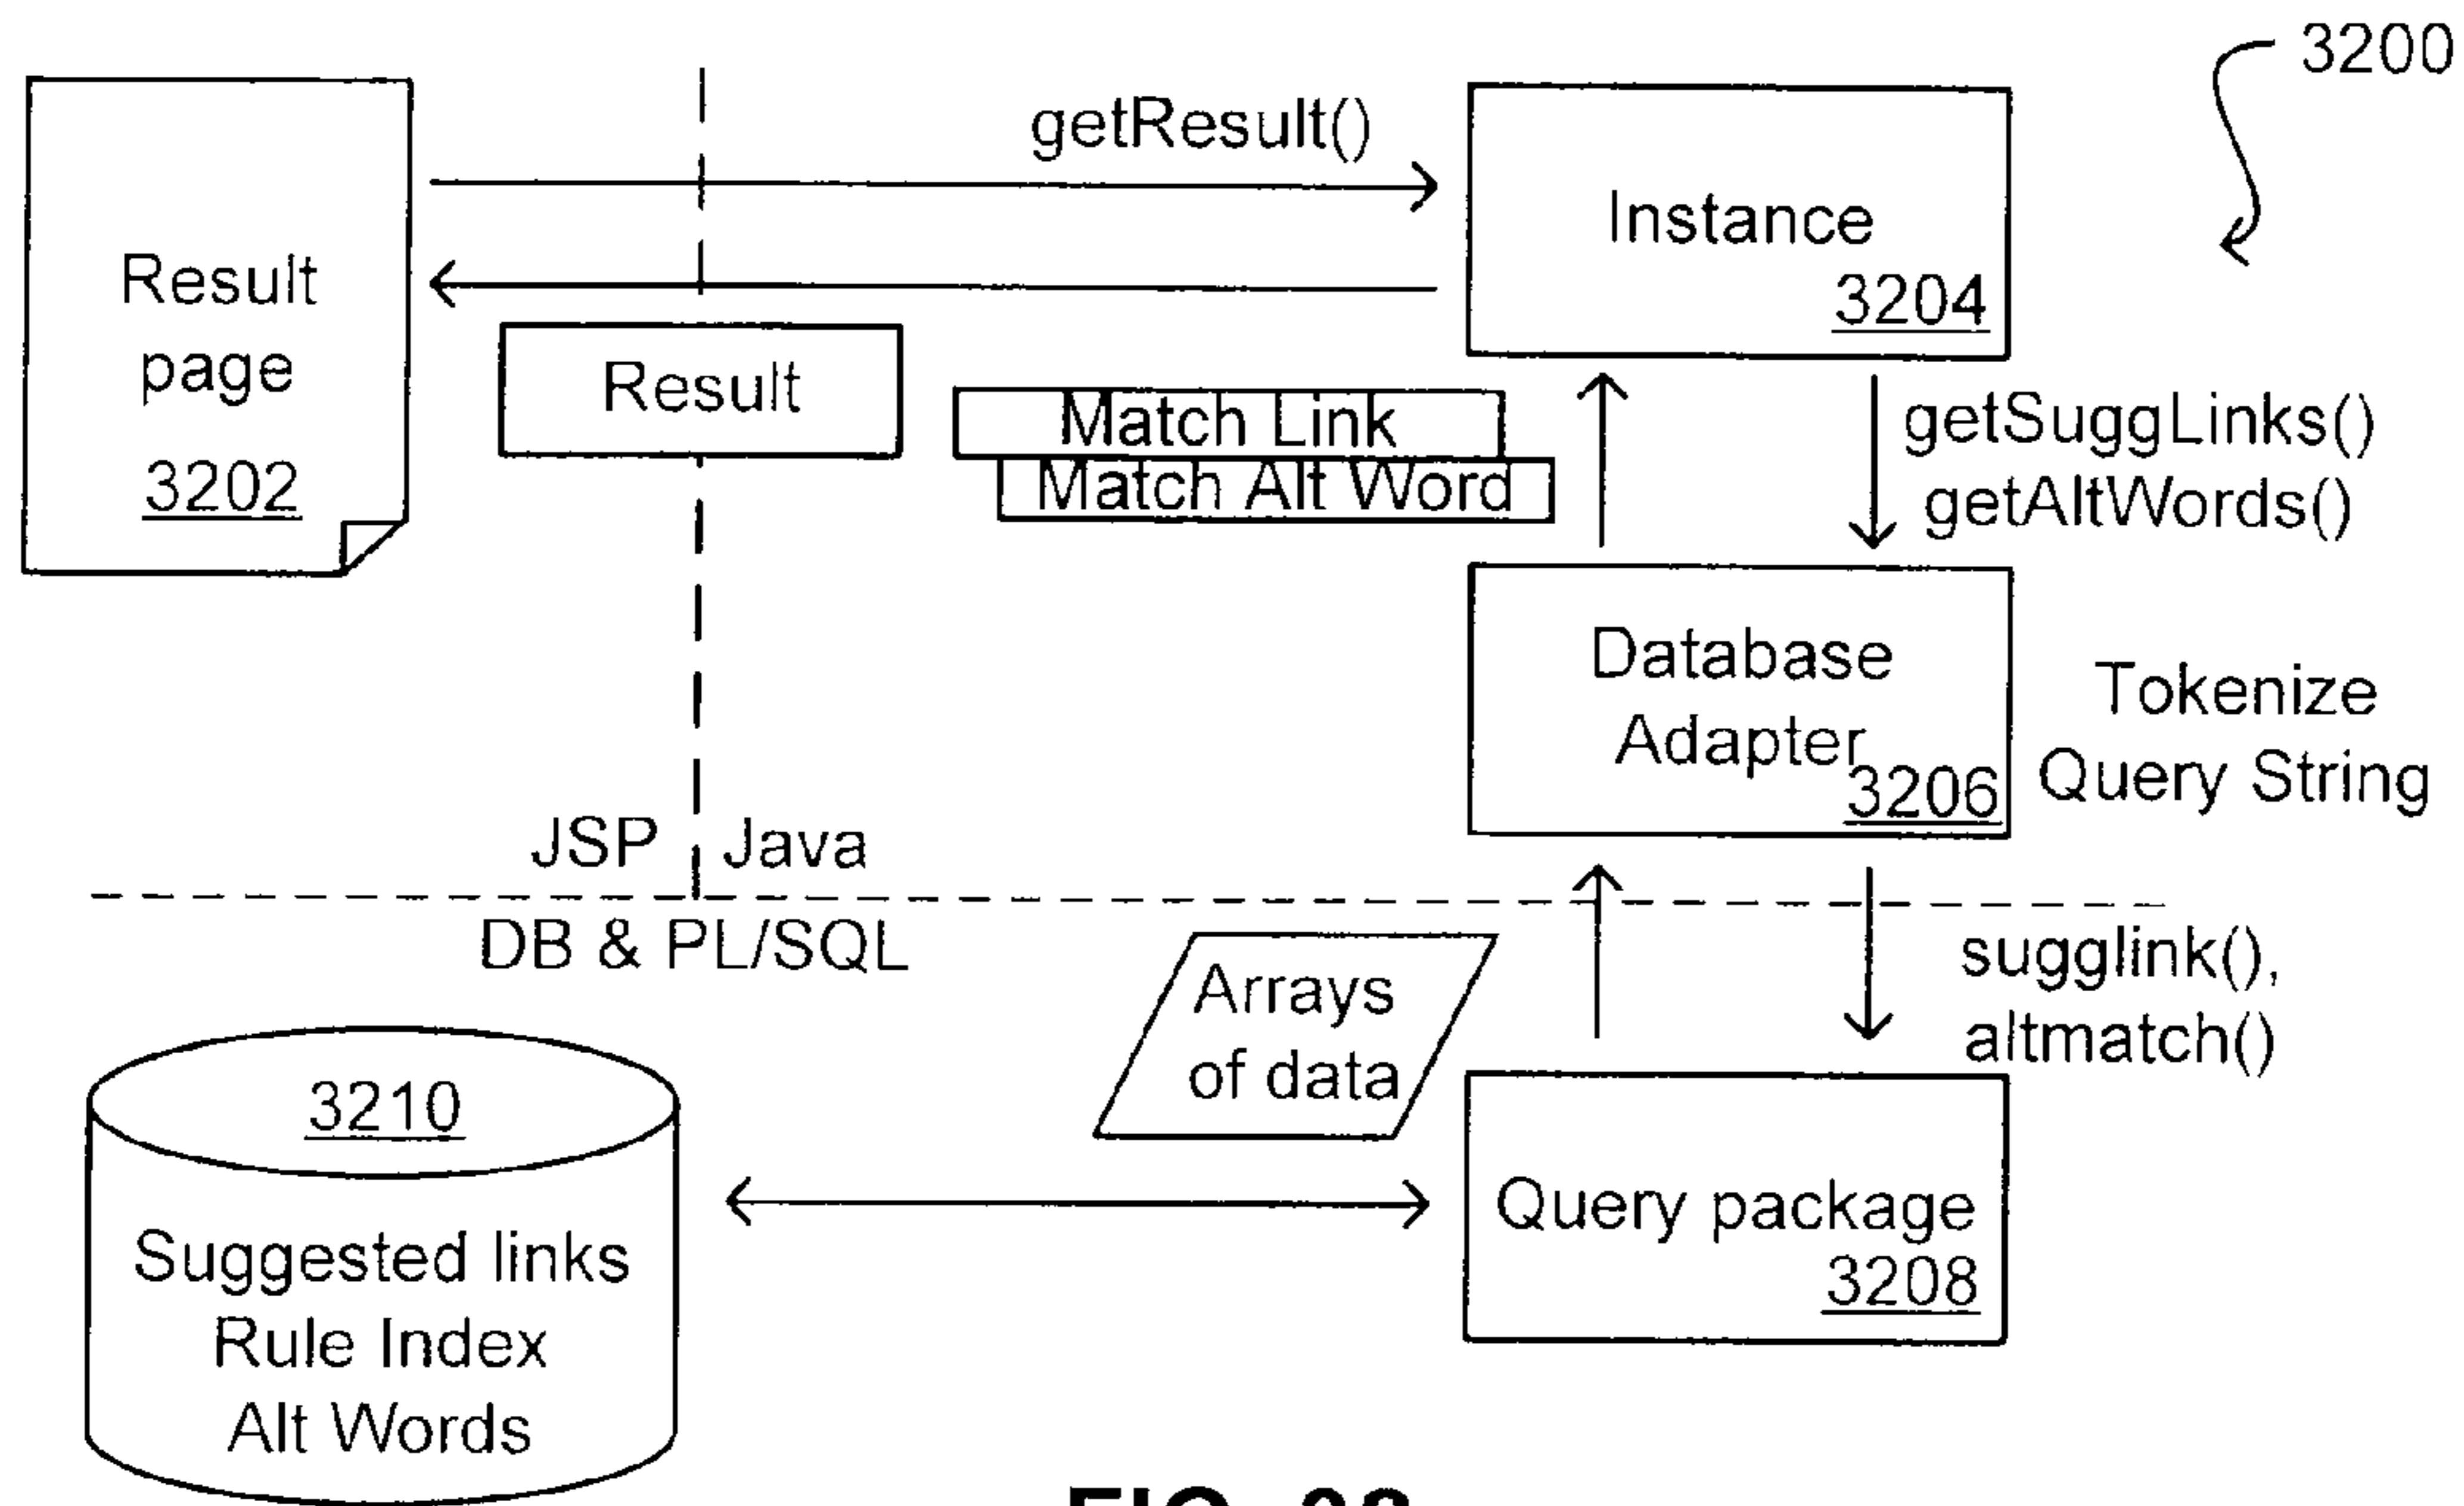 3200
getResult()
Result
page
3202
Instance
3204
Result
Match Link
Match Alt Word
getSuggLinks()
getAltWords()
Database
Adapter
3206
Tokenize
Query String
JSP
Java
DB & PL/SQL
sugglink(),
altmatch()
Arrays
of data
3210
Suggested links
Rule Index
Alt Words
Query package
3208